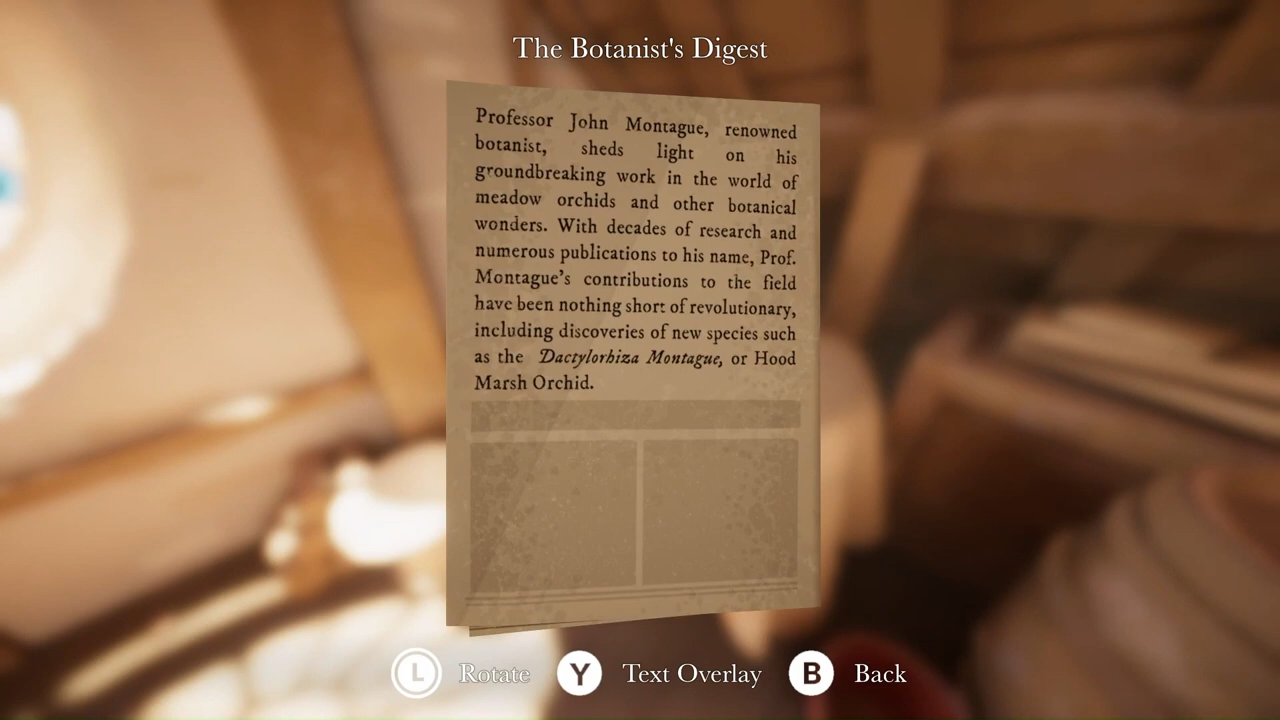 The Botanist's Digest
Professor John Montague, renowned
botanist, sheds light on his
groundbreaking work in the world of
meadow orchids and other botanical
wonders. With decades of research and
numerous publications to his name, Prof.
Montague's contributions to the field
have been nothing short of revolutionary,
including discoveries of new species such
as the Dactylorhiza Montague, or Hood
Marsh Orchid.
L Rotate Y Text Overlay B Back